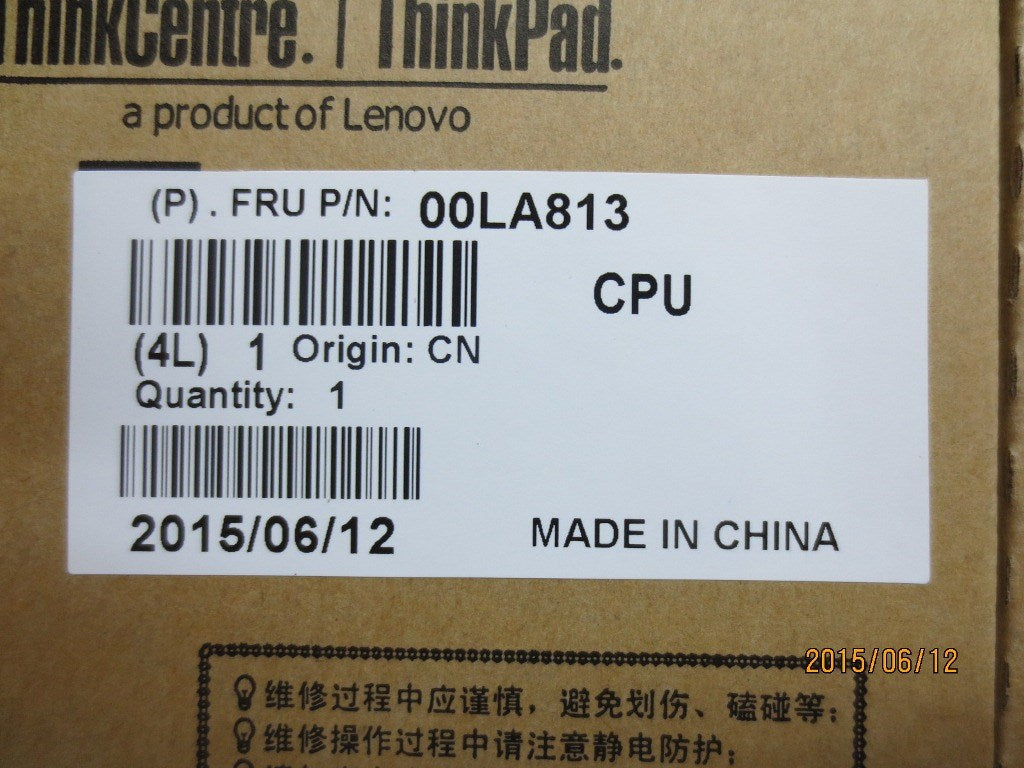 ThinkCentre. | ThinkPad.
a product of Lenovo
(P) . FRU P/N: 00LA813
CPU
(4L) 1 Origin: CN
Quantity: 1
2015/06/12
MADE IN CHINA
2015/06/12
维修过程中应谨慎，避免划伤、磕碰等；
维修操作过程中请注意静电防护；